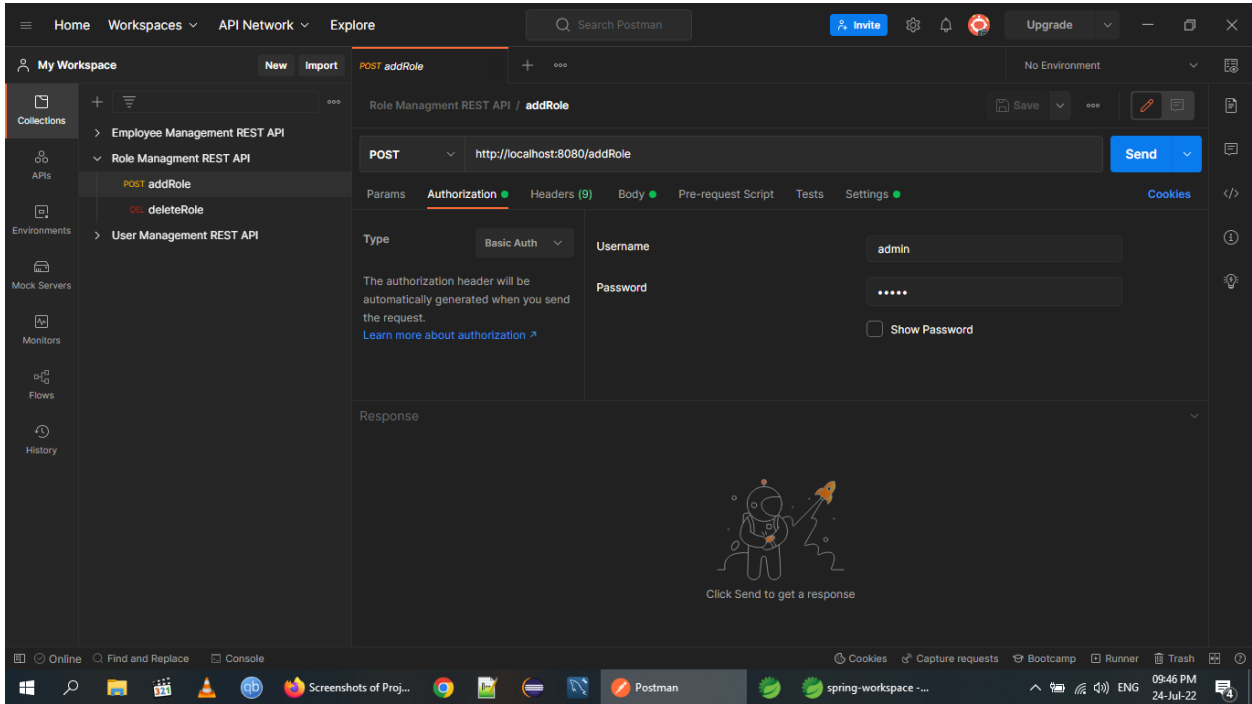 Home Workspaces API Network Explore Search Postman Invite Upgrade
My Workspace New Import POST addRole No Environment
Collections
APIs
Environments
Mock Servers
Monitors
Flows
History
Employee Management REST API
Role Managment REST API
POST addRole
DEL deleteRole
User Management REST API
Role Managment REST API / addRole Save
POST http://localhost:8080/addRole Send
Params Authorization Headers (9) Body Pre-request Script Tests Settings Cookies
Type Basic Auth
The authorization header will be
automatically generated when you send
the request.
Learn more about authorization
Username admin
Password •••••
Show Password
Response
Click Send to get a response
Online Find and Replace Console Cookies Capture requests Bootcamp Runner Trash
321 qb Screenshots of Proj... Postman spring-workspace -... ENG 09:46 PM
24-Jul-22 4